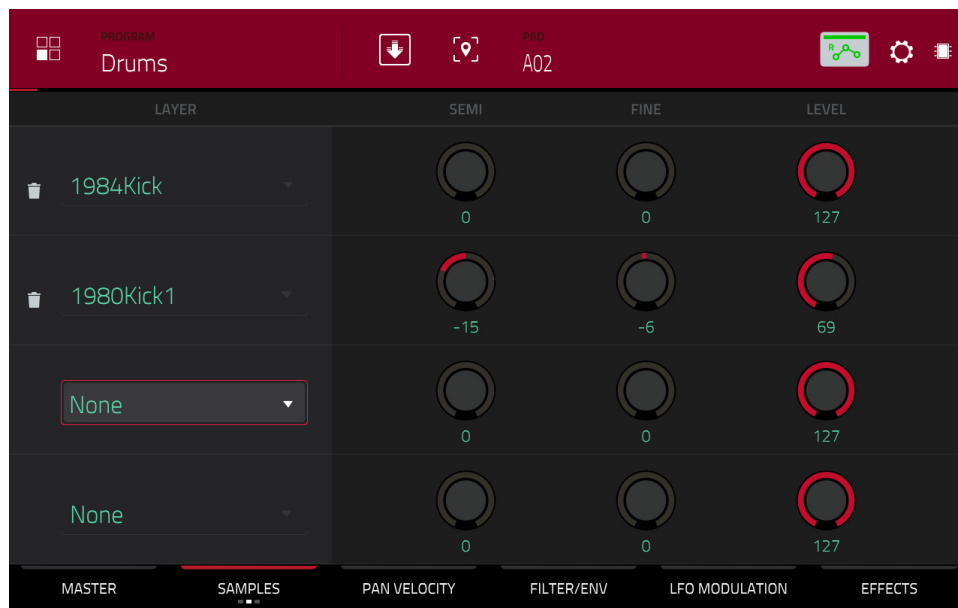 PROGRAM
Drums
PAD
A02
R
LAYER SEMI FINE LEVEL
1984Kick 0 0 127
1980Kick1 -15 -6 69
None 0 0 127
None 0 0 127
MASTER SAMPLES PAN VELOCITY FILTER/ENV LFO MODULATION EFFECTS